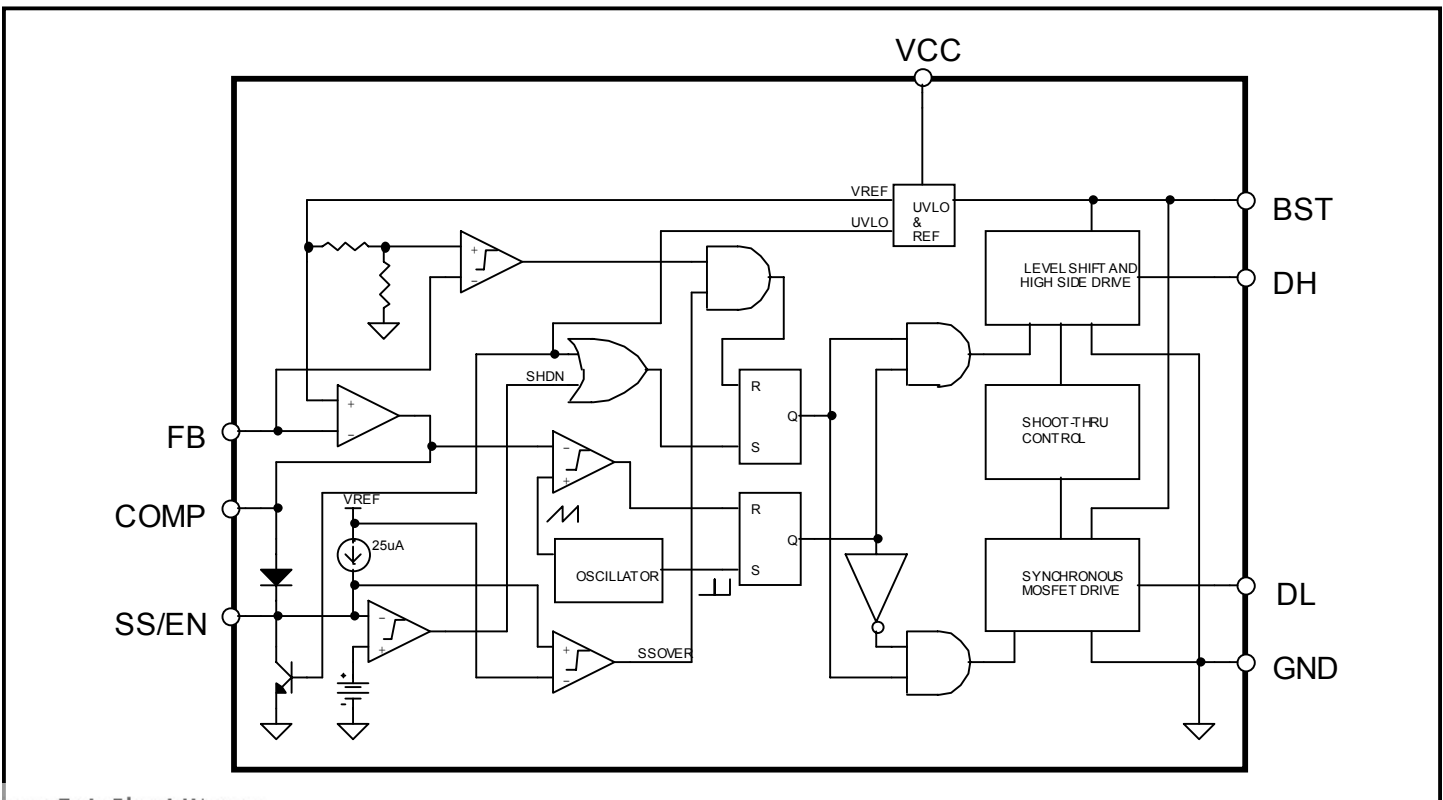 VCC
VREF
UVLO
UVLO
&
REF
BST
LEVEL SHIFT AND
HIGH SIDE DRIVE
DH
+
-
SHDN
R
Q
S
SHOOT-THRU
CONTROL
FB
+
-
COMP
-
+
VREF
25uA
R
Q
S
OSCILLATOR
SYNCHRONOUS
MOSFET DRIVE
DL
SS/EN
-
+
+
-
SSOVER
+
-
GND